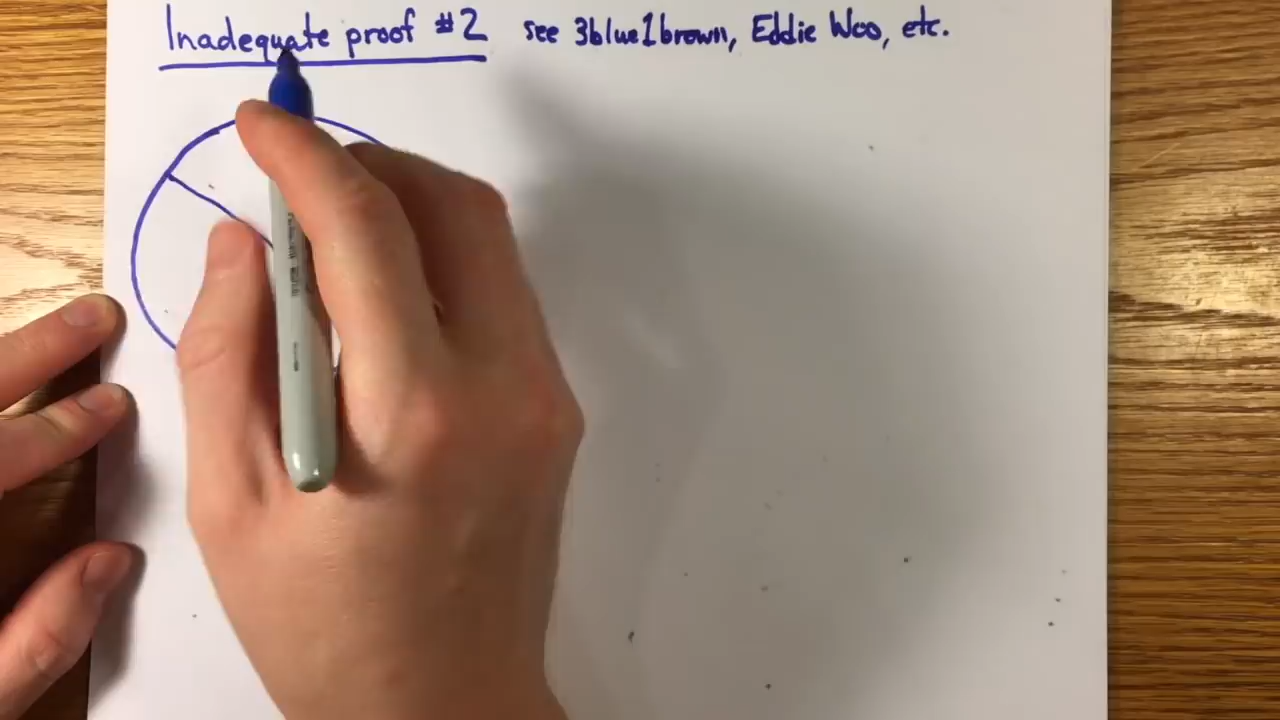 Inadequate proof #2 see 3blue1brown, Eddie Woo, etc.